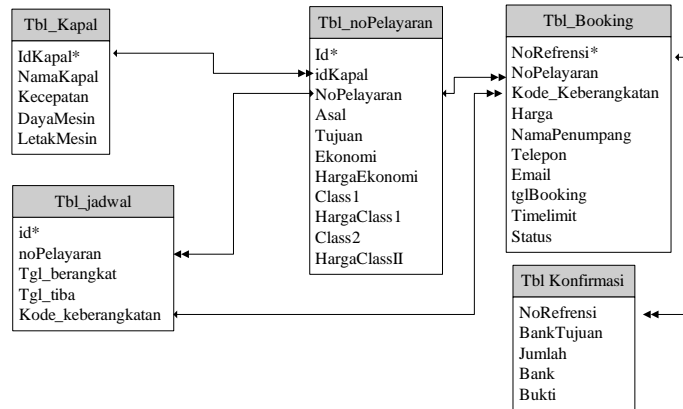 Tbl_Kapal
IdKapal*
NamaKapal
Kecepatan
DayaMesin
LetakMesin
Tbl_noPelayaran
Id*
idKapal
NoPelayaran
Asal
Tujuan
Ekonomi
HargaEkonomi
Class1
HargaClass1
Class2
HargaClassII
Tbl_Booking
NoRefrensi*
NoPelayaran
Kode_Keberangkatan
Harga
NamaPenumpang
Telepon
Email
tglBooking
Timelimit
Status
Tbl_jadwal
id*
noPelayaran
Tgl_berangkat
Tgl_tiba
Kode_keberangkatan
Tbl Konfirmasi
NoRefrensi
BankTujuan
Jumlah
Bank
Bukti